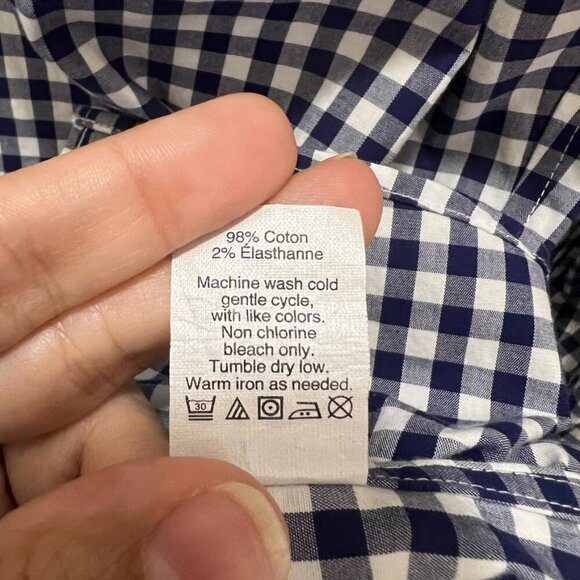 98% Coton
2% Élasthanne
Machine wash cold
gentle cycle,
with like colors.
Non chlorine
bleach only.
Tumble dry low.
Warm iron as needed.
30